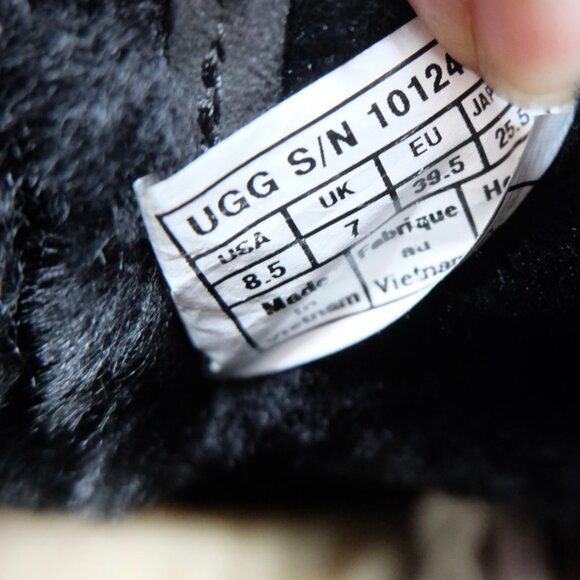 UGG S/N 10124
USA UK EU JAP
8.5 7 39.5 25.5
Made Fabrique
in au
Vietnam Vietnam